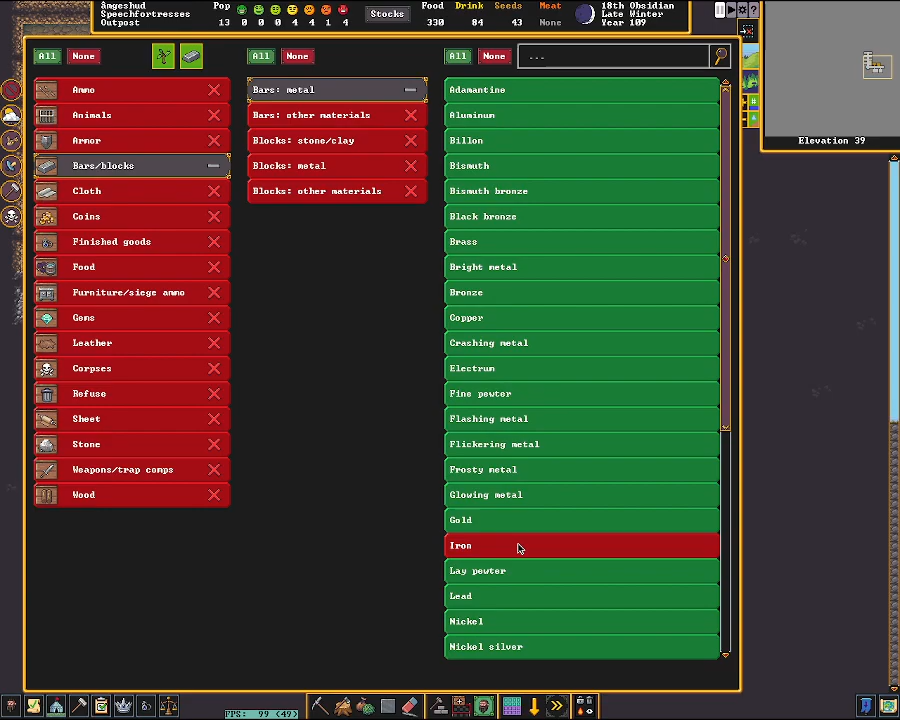 Amgeshud
Speechfortresses
Outpost
Pop
13 0 0 0 4 4 1 4
Stocks
Food Drink Seeds Meat
330 84 43 None
18th Obsidian
Late Winter
Year 109
Elevation 39
All None
All None
All None ...
Ammo
Animals
Armor
Bars/blocks
Cloth
Coins
Finished goods
Food
Furniture/siege ammo
Gems
Leather
Corpses
Refuse
Sheet
Stone
Weapons/trap comps
Wood
Bars: metal
Bars: other materials
Blocks: stone/clay
Blocks: metal
Blocks: other materials
Adamantine
Aluminum
Billon
Bismuth
Bismuth bronze
Black bronze
Brass
Bright metal
Bronze
Copper
Crashing metal
Electrum
Fine pewter
Flashing metal
Flickering metal
Frosty metal
Glowing metal
Gold
Iron
Lay pewter
Lead
Nickel
Nickel silver
FPS: 99 (49)